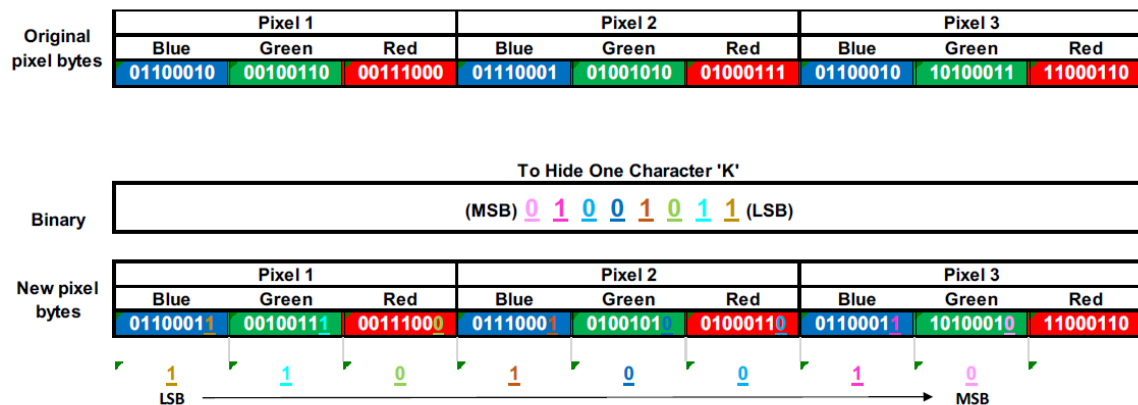 Original pixel bytes
Pixel 1 Pixel 2 Pixel 3
Blue Green Red Blue Green Red Blue Green Red
01100010 00100110 00111000 01110001 01001010 01000111 01100010 10100011 11000110
To Hide One Character 'K'
Binary
(MSB) 0 1 0 0 1 0 1 1 (LSB)
New pixel bytes
Pixel 1 Pixel 2 Pixel 3
Blue Green Red Blue Green Red Blue Green Red
01100011 00100111 00111000 01110001 01001010 01000110 01100011 10100010 11000110
1 1 0 1 0 0 1 0
LSB MSB